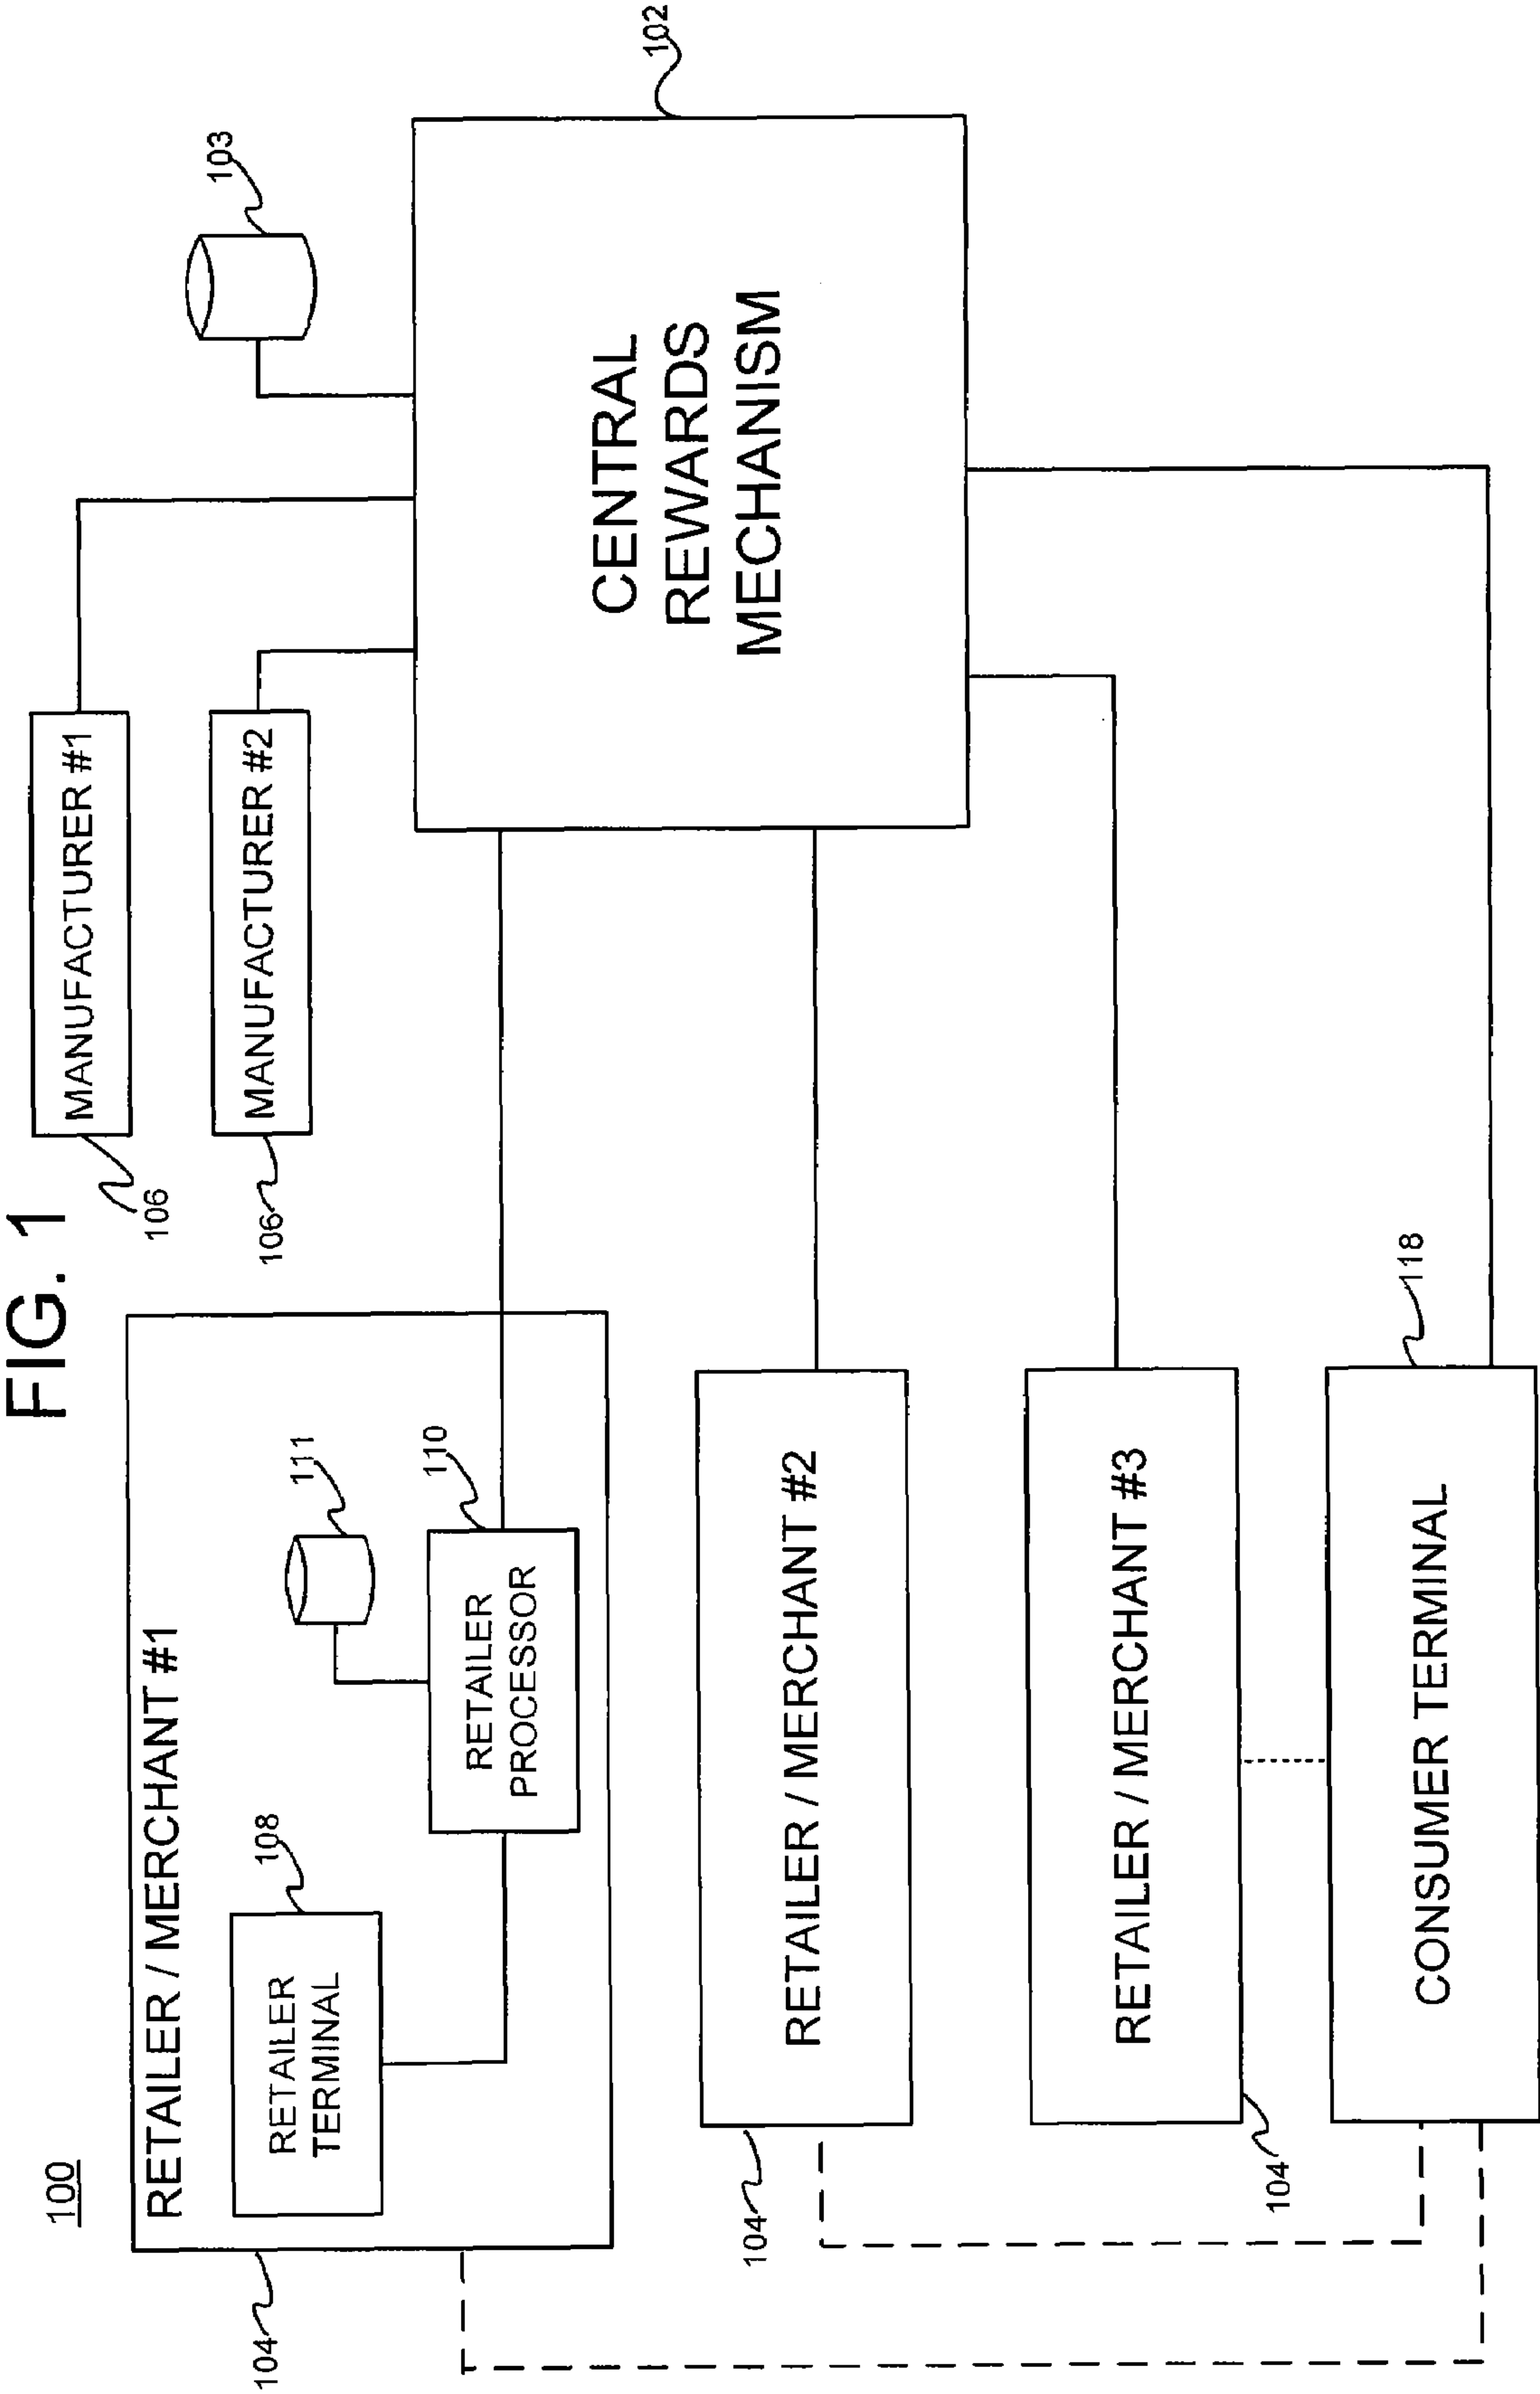 FIG. 1
100
RETAILER / MERCHANT #1
104
RETAILER
TERMINAL
108
RETAILER
PROCESSOR
110
111
MANUFACTURER #1
106
MANUFACTURER #2
106
103
CENTRAL
REWARDS
MECHANISM
102
RETAILER / MERCHANT #2
104
RETAILER / MERCHANT #3
104
CONSUMER TERMINAL
118